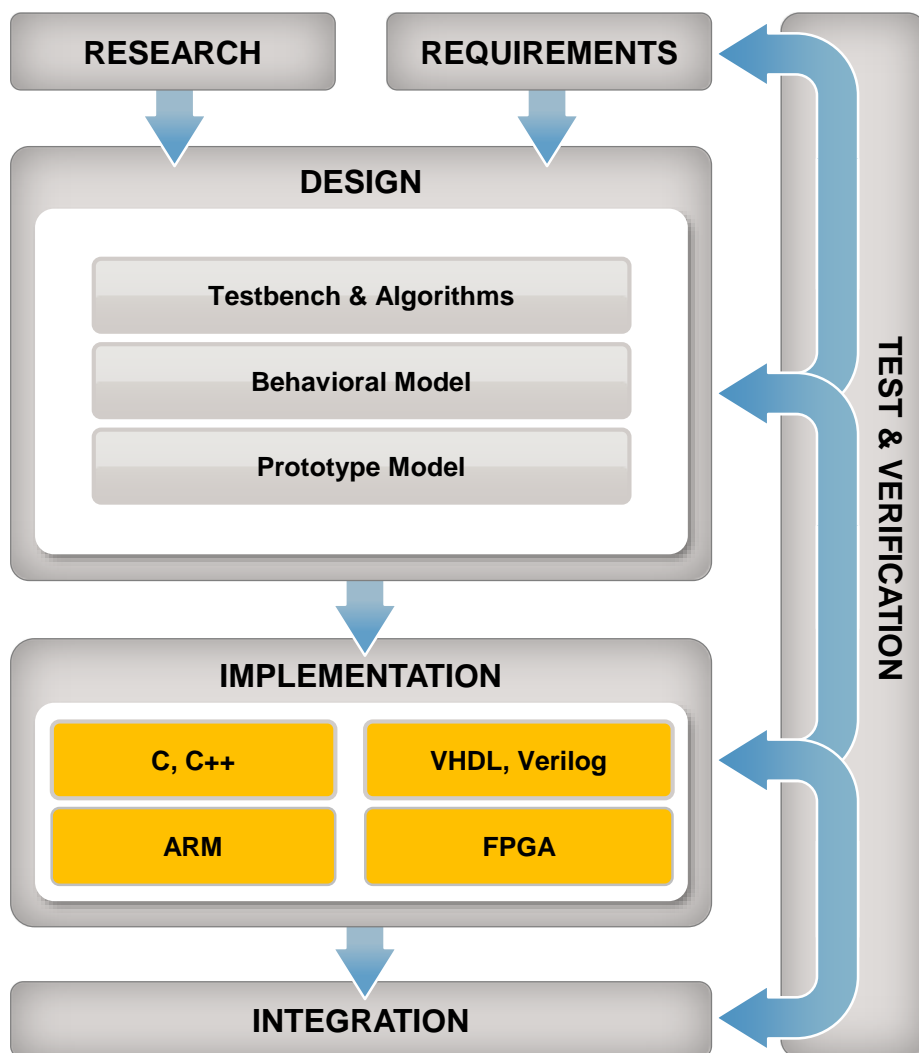 RESEARCH
REQUIREMENTS
DESIGN
Testbench & Algorithms
Behavioral Model
Prototype Model
IMPLEMENTATION
C, C++
VHDL, Verilog
ARM
FPGA
INTEGRATION
TEST & VERIFICATION